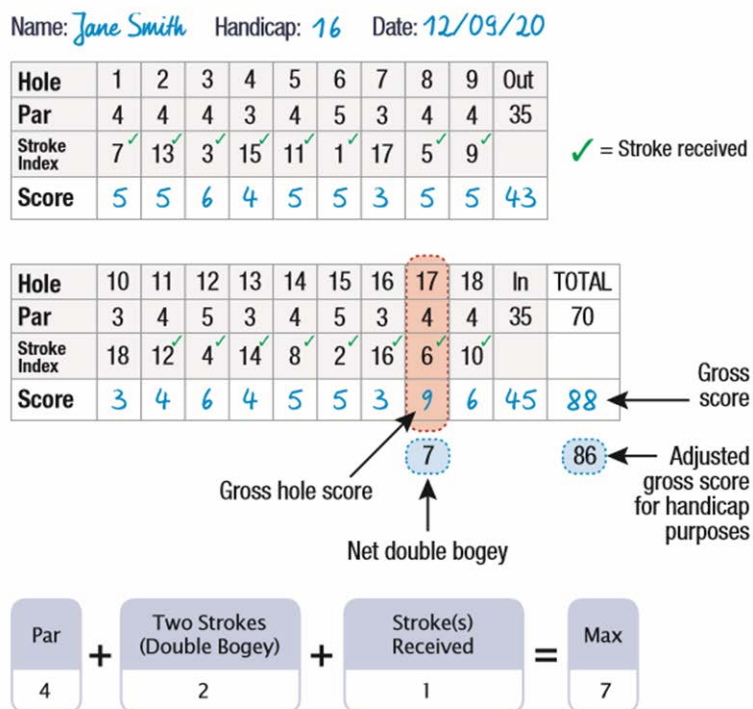 Name: Jane Smith Handicap: 16 Date: 12/09/20
Hole 1 2 3 4 5 6 7 8 9 Out
Par 4 4 4 3 4 5 3 4 4 35
Stroke Index 7✓ 13✓ 3✓ 15✓ 11✓ 1✓ 17 5✓ 9✓
✓ = Stroke received
Score 5 5 6 4 5 5 3 5 5 43
Hole 10 11 12 13 14 15 16 17 18 In TOTAL
Par 3 4 5 3 4 5 3 4 4 35 70
Stroke Index 18 12✓ 4✓ 14✓ 8✓ 2✓ 16✓ 6✓ 10✓
Score 3 4 6 4 5 5 3 9 6 45 88
Gross
score
7
86
Adjusted
gross score
for handicap
purposes
Gross hole score
Net double bogey
Par + Two Strokes (Double Bogey) + Stroke(s) Received = Max
4 2 1 7